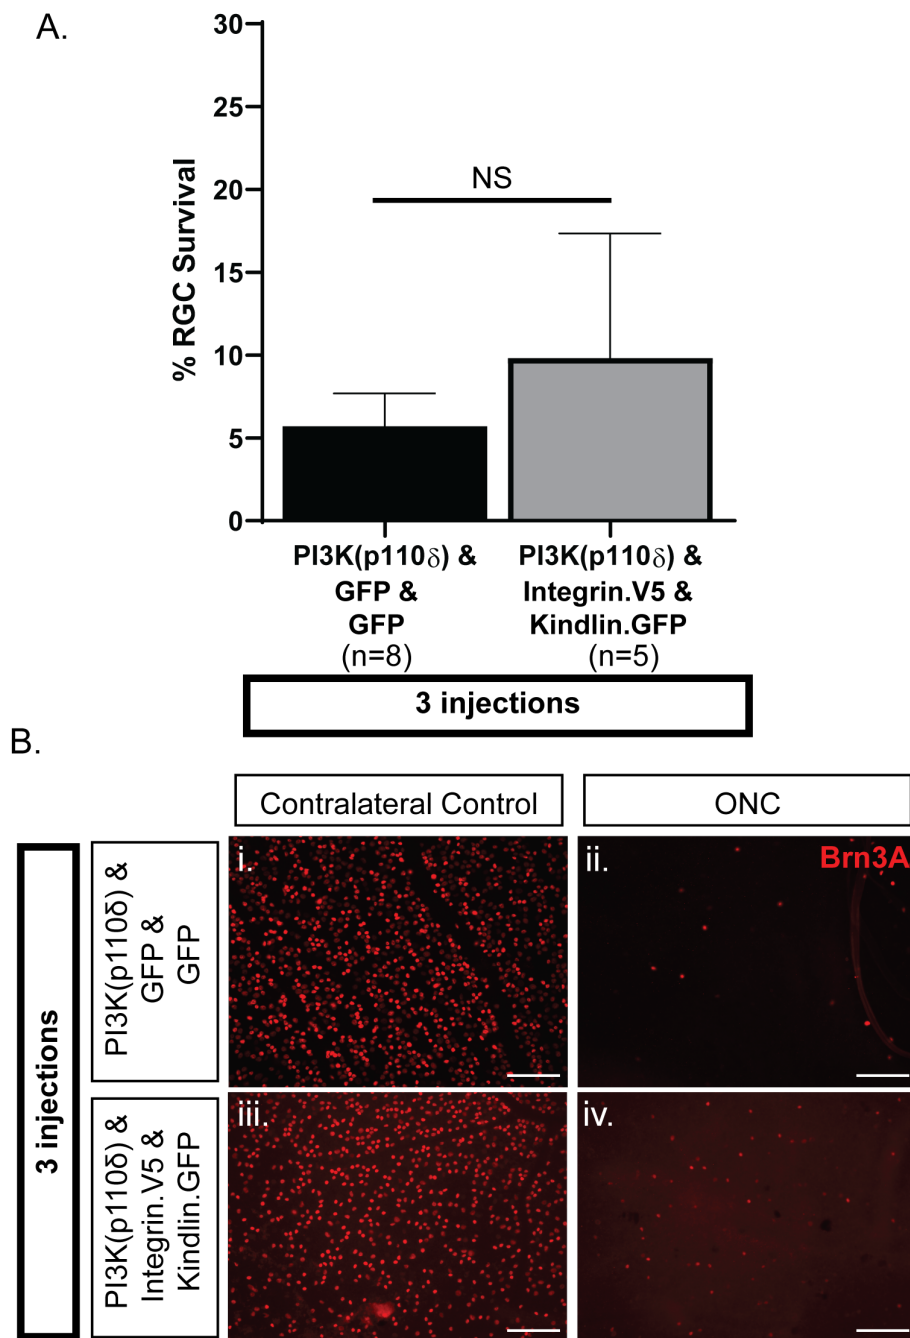 A.
30
25
20
15
10
5
0
% RGC Survival
NS
PI3K(p110δ) &
GFP &
GFP
(n=8)
PI3K(p110δ) &
Integrin.V5 &
Kindlin.GFP
(n=5)
3 injections
B.
Contralateral Control
ONC
3 injections
PI3K(p110δ) &
GFP &
GFP
i.
ii.
Brn3A
PI3K(p110δ) &
Integrin.V5 &
Kindlin.GFP
iii.
iv.